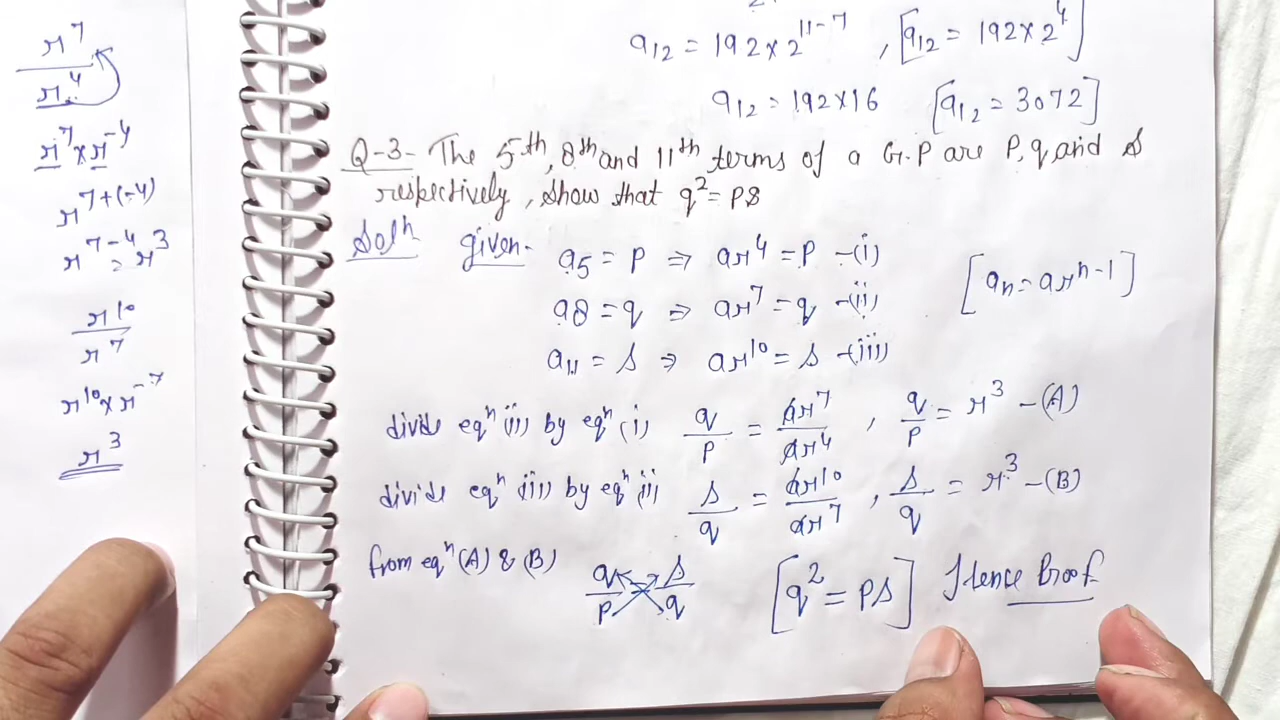 r^7
r^4
r^7 × r^-4
r^7+(-4)
r^7-4 = r^3
r^10
r^7
r^10 × r^-7
r^3
a12 = 192 × 2^11-7 , [a12 = 192 × 2^4]
a12 = 192 × 16 [a12 = 3072]
Q-3- The 5th, 8th and 11th terms of a G.P are P, q and s
respectively, show that q^2 = Ps
Solⁿ given- a5 = P ⇒ ar^4 = P -(i)
[an = ar^n-1]
a8 = q ⇒ ar^7 = q -(ii)
a11 = s ⇒ ar^10 = s -(iii)
divide eqⁿ (ii) by eqⁿ (i) q/P = ar^7/ar^4 , q/P = r^3 -(A)
divide eqⁿ (iii) by eqⁿ (ii) s/q = ar^10/ar^7 , s/q = r^3 -(B)
from eqⁿ (A) & (B) q/P = s/q [q^2 = Ps] Hence Proof